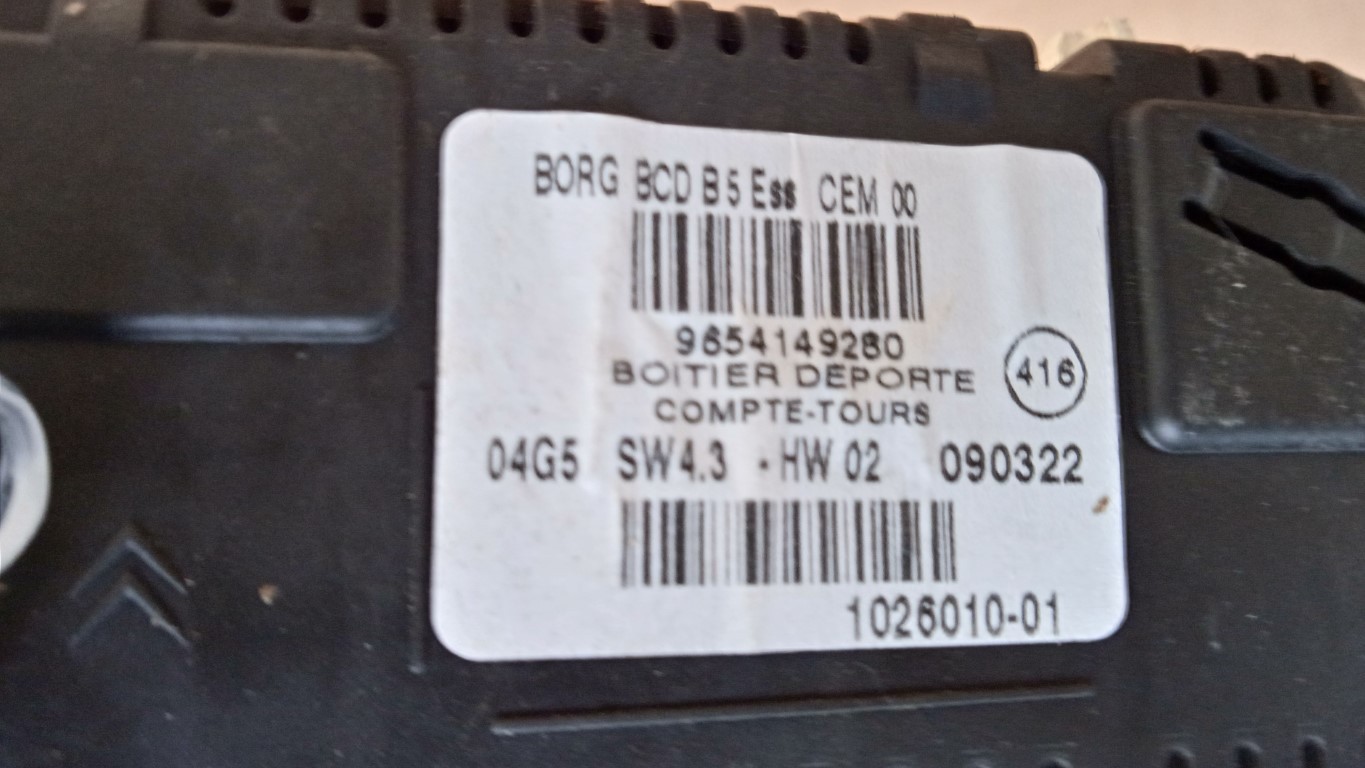 BORG BCD B5 Ess CEM 00
9654149280
BOITIER DEPORTE
416
COMPTE-TOURS
04G5 SW4.3 - HW 02 090322
1026010-01